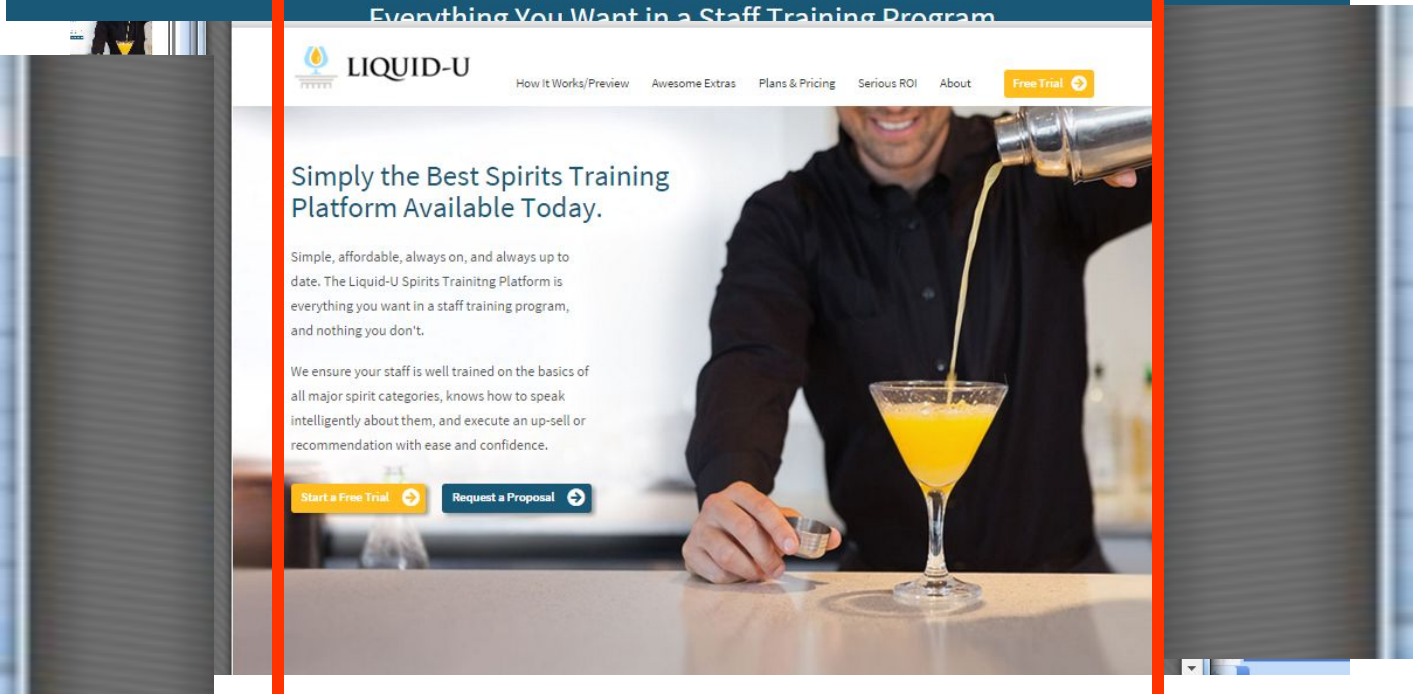 Everything You Want in a Staff Training Program
LIQUID-U
How It Works/Preview Awesome Extras Plans & Pricing Serious ROI About Free Trial
Simply the Best Spirits Training
Platform Available Today.
Simple, affordable, always on, and always up to
date. The Liquid-U Spirits Trainitng Platform is
everything you want in a staff training program,
and nothing you don't.
We ensure your staff is well trained on the basics of
all major spirit categories, knows how to speak
intelligently about them, and execute an up-sell or
recommendation with ease and confidence.
Start a Free Trial Request a Proposal